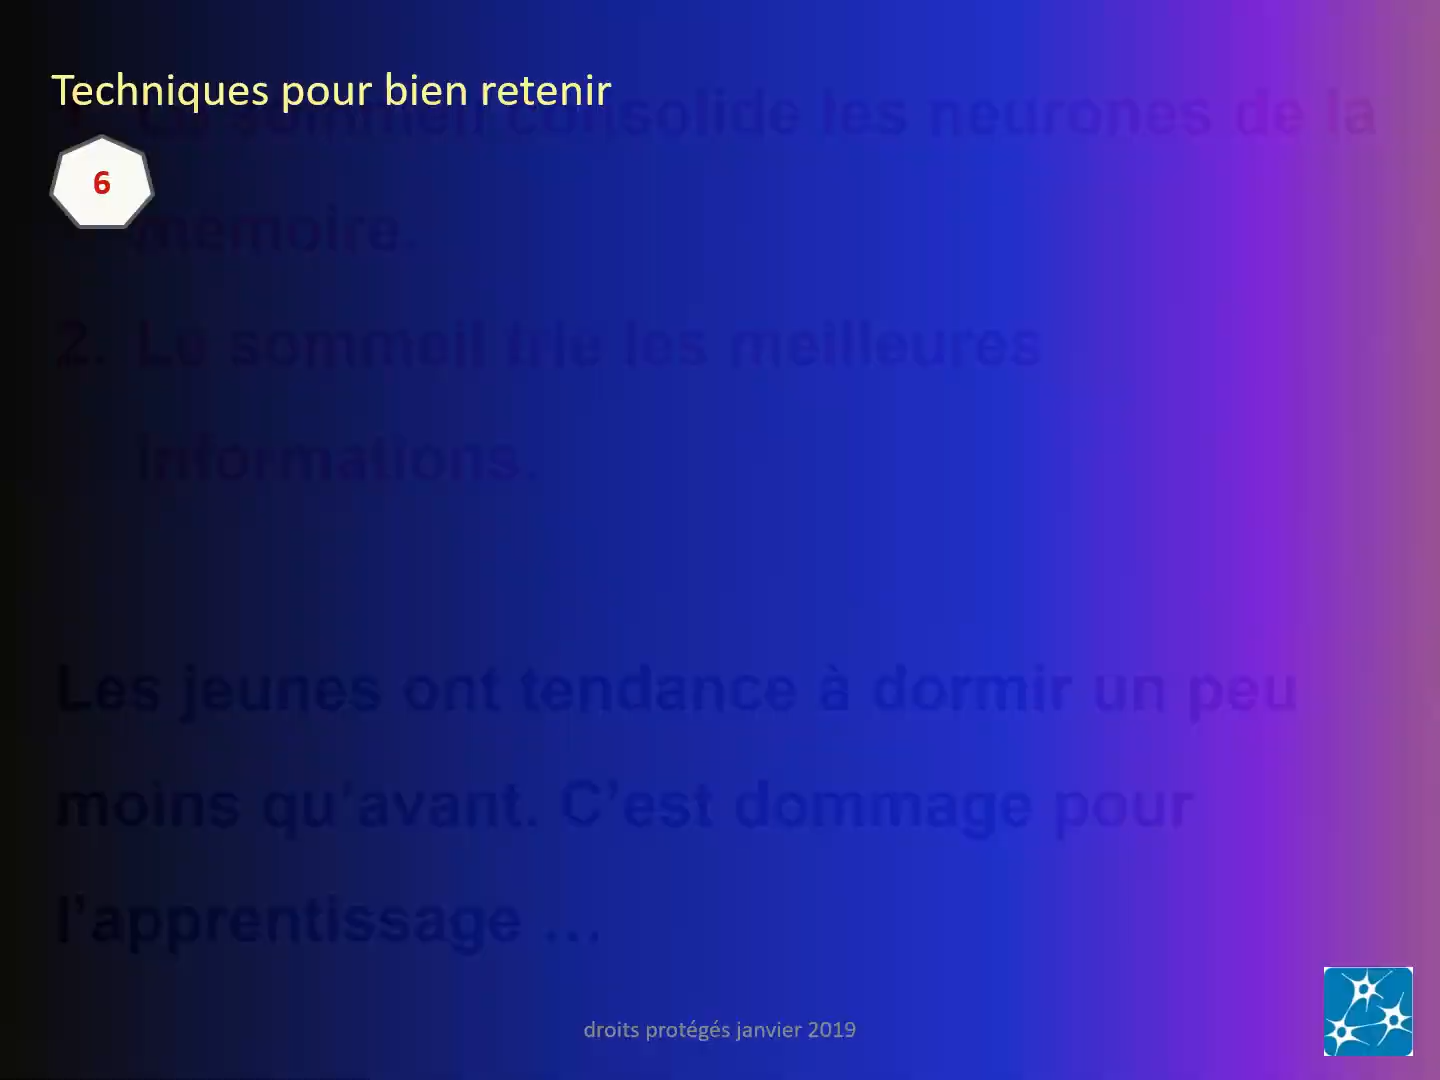 Techniques pour bien retenir
1. Le sommeil consolide les neurones de la
6
mémoire.
2. Le sommeil trie les meilleures
informations.
Les jeunes ont tendance à dormir un peu
moins qu'avant. C'est dommage pour
l'apprentissage ...
droits protégés janvier 2019